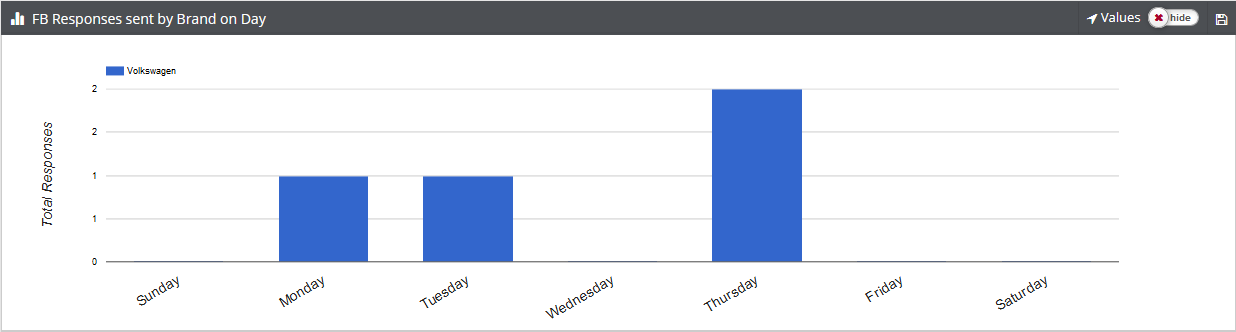 FB Responses sent by Brand on Day
Values
hide
Volkswagen
2
2
1
1
0
Total Responses
Sunday
Monday
Tuesday
Wednesday
Thursday
Friday
Saturday